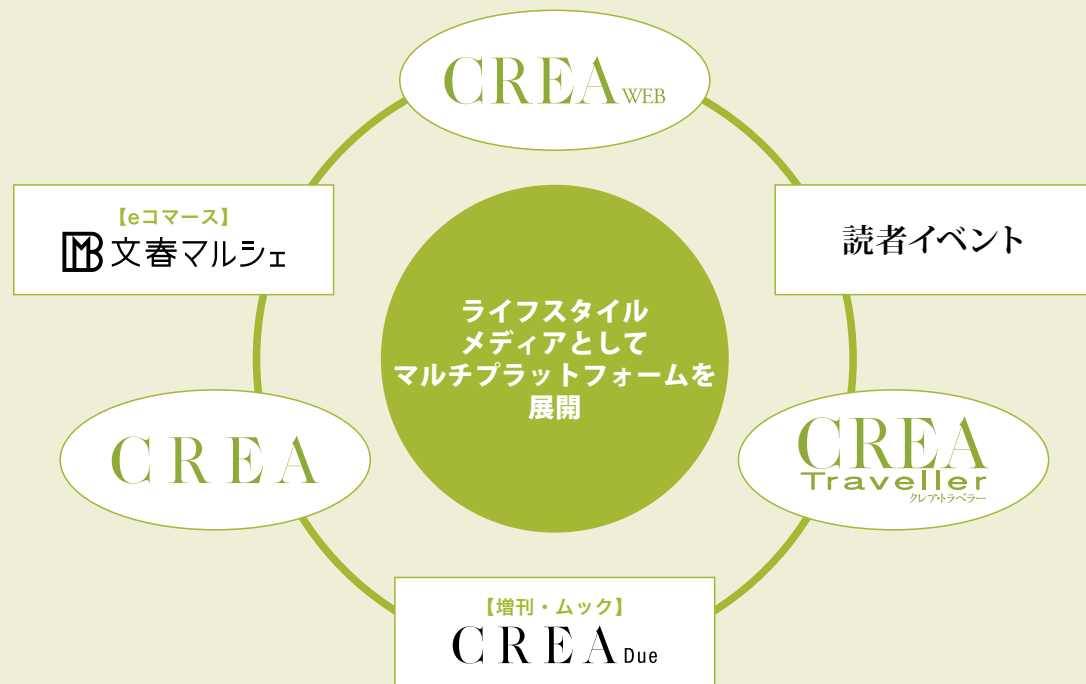 CREA WEB
【eコマース】
MB 文春マルシェ
読者イベント
ライフスタイル
メディアとして
マルチプラットフォームを
展開
CREA
CREA
Traveller
クレア・トラベラー
【増刊・ムック】
CREA Due